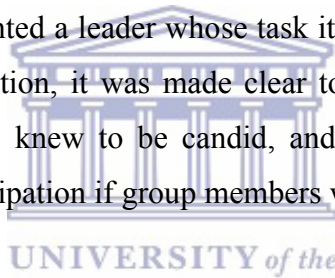 nted a leader whose task it
tion, it was made clear to
knew to be candid, and
ipation if group members
UNIVERSITY of the